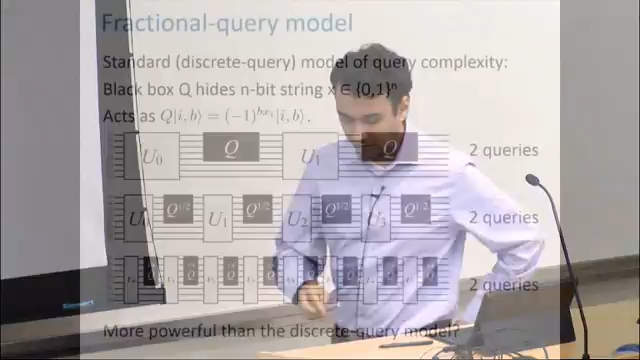 Fractional-query model
Standard (discrete-query) model of query complexity:
Black box Q hides n-bit string x ∈ {0,1}ⁿ
Acts as Q|i, b⟩ = (−1)^{bx_i}|i, b⟩.
U₀ Q U₁ Q 2 queries
U₀ Q^{1/2} U₁ Q^{1/2} U₂ Q^{1/2} U₃ Q^{1/2} 2 queries
2 queries
More powerful than the discrete-query model?